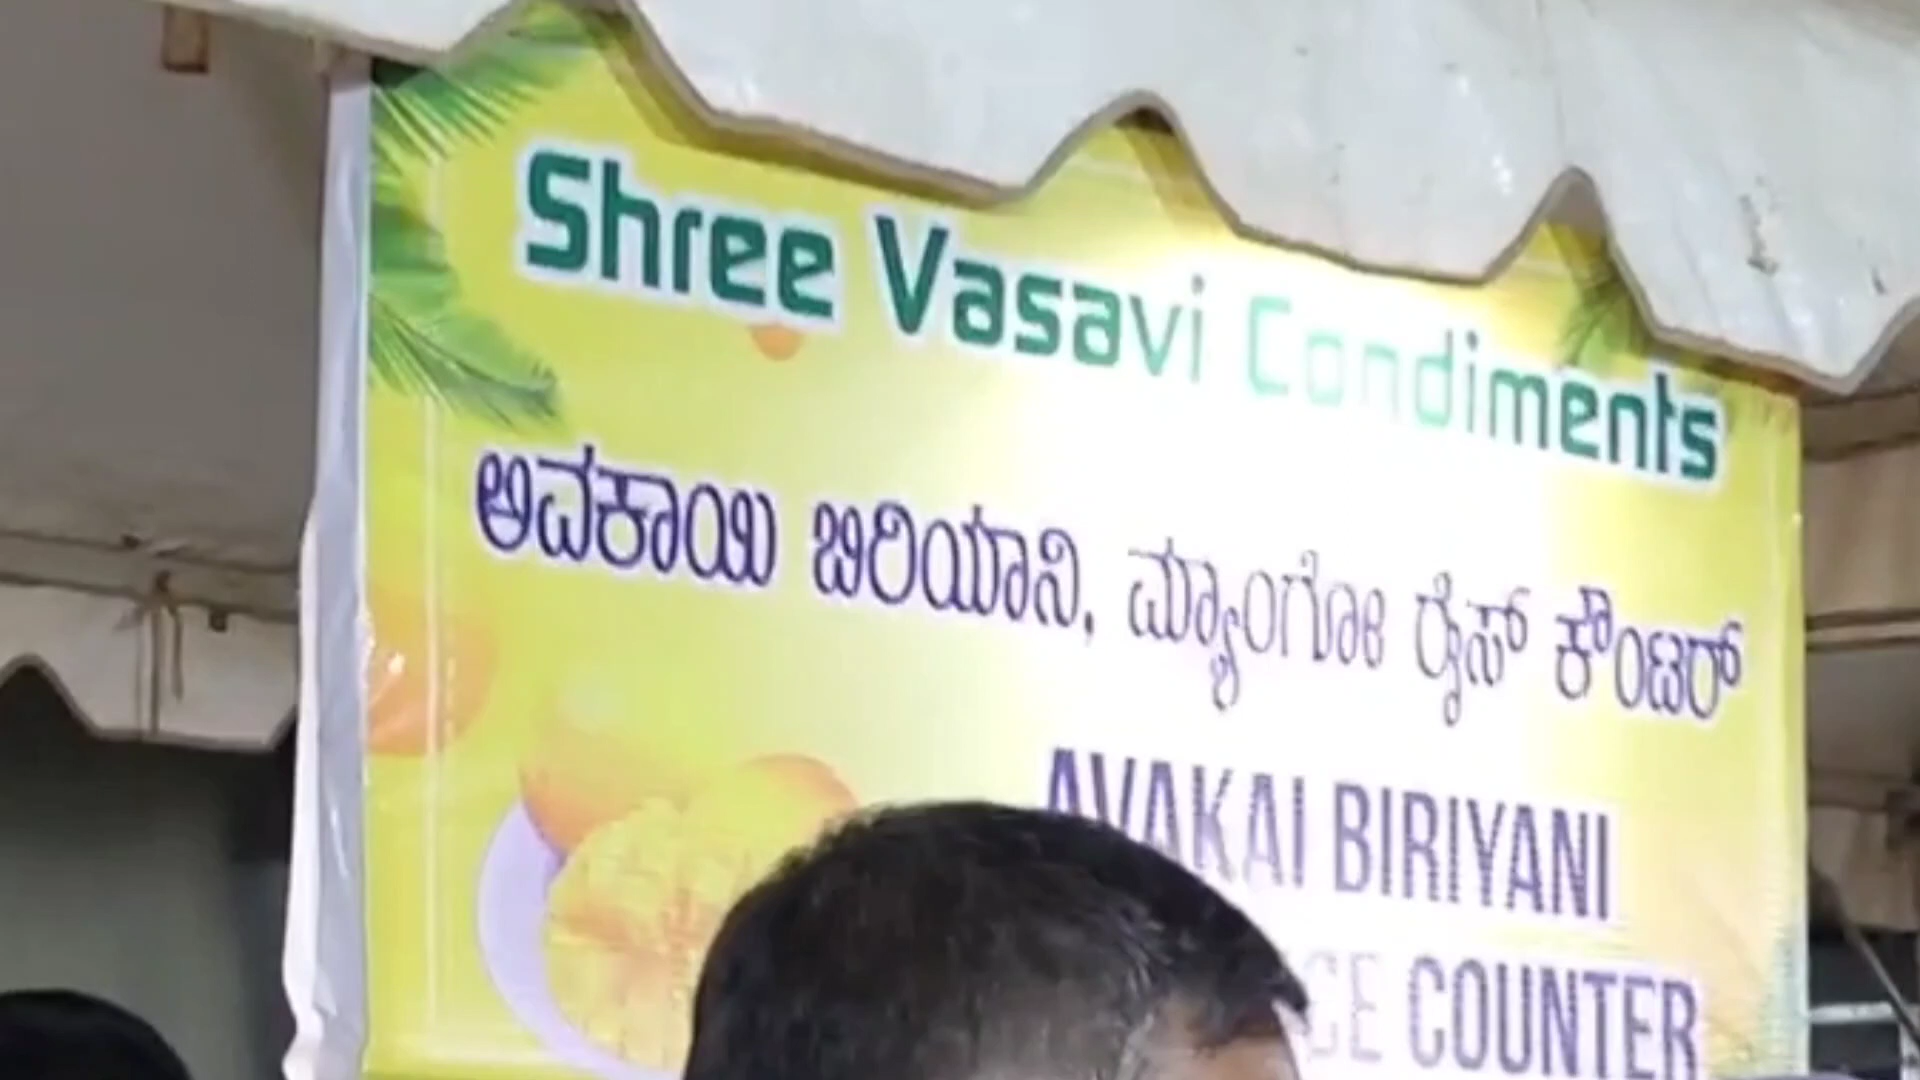 Shree Vasavi Condiments
ಅವಕಾಯಿ ಬಿರಿಯಾನಿ, ಮ್ಯಾಂಗೋ ರೈಸ್ ಕೌಂಟರ್
AVAKAI BIRIYANI
COUNTER